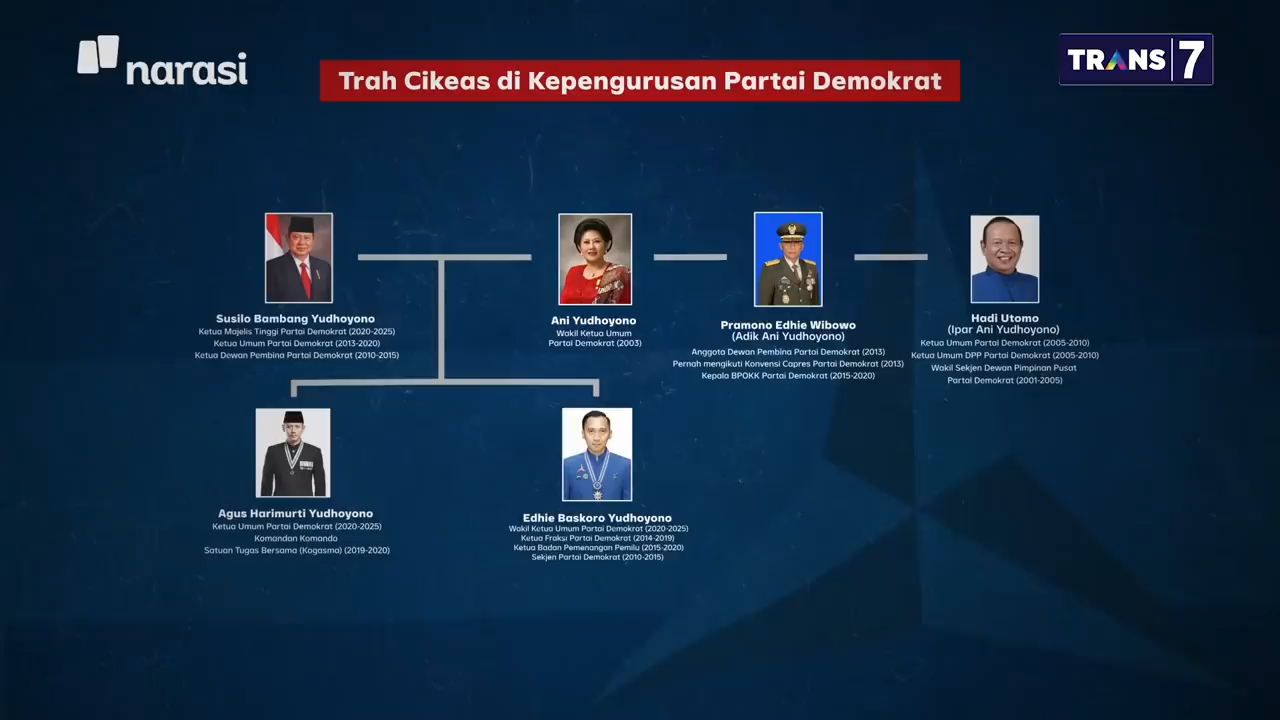 narasi
Trah Cikeas di Kepengurusan Partai Demokrat
TRANS 7
Susilo Bambang Yudhoyono
Ketua Majelis Tinggi Partai Demokrat (2020-2025)
Ketua Umum Partai Demokrat (2013-2020)
Ketua Dewan Pembina Partai Demokrat (2010-2015)
Ani Yudhoyono
Wakil Ketua Umum
Partai Demokrat (2003)
Pramono Edhie Wibowo
(Adik Ani Yudhoyono)
Anggota Dewan Pembina Partai Demokrat (2013)
Pernah mengikuti Konvensi Capres Partai Demokrat (2013)
Kepala BPOKK Partai Demokrat (2015-2020)
Hadi Utomo
(Ipar Ani Yudhoyono)
Ketua Umum Partai Demokrat (2005-2010)
Ketua Umum DPP Partai Demokrat (2005-2010)
Wakil Sekjen Dewan Pimpinan Pusat
Partai Demokrat (2001-2005)
Agus Harimurti Yudhoyono
Ketua Umum Partai Demokrat (2020-2025)
Komandan Komando
Satuan Tugas Bersama (Kogasma) (2019-2020)
Edhie Baskoro Yudhoyono
Wakil Ketua Umum Partai Demokrat (2020-2025)
Ketua Fraksi Partai Demokrat (2014-2019)
Ketua Badan Pemenangan Pemilu (2015-2020)
Sekjen Partai Demokrat (2010-2015)